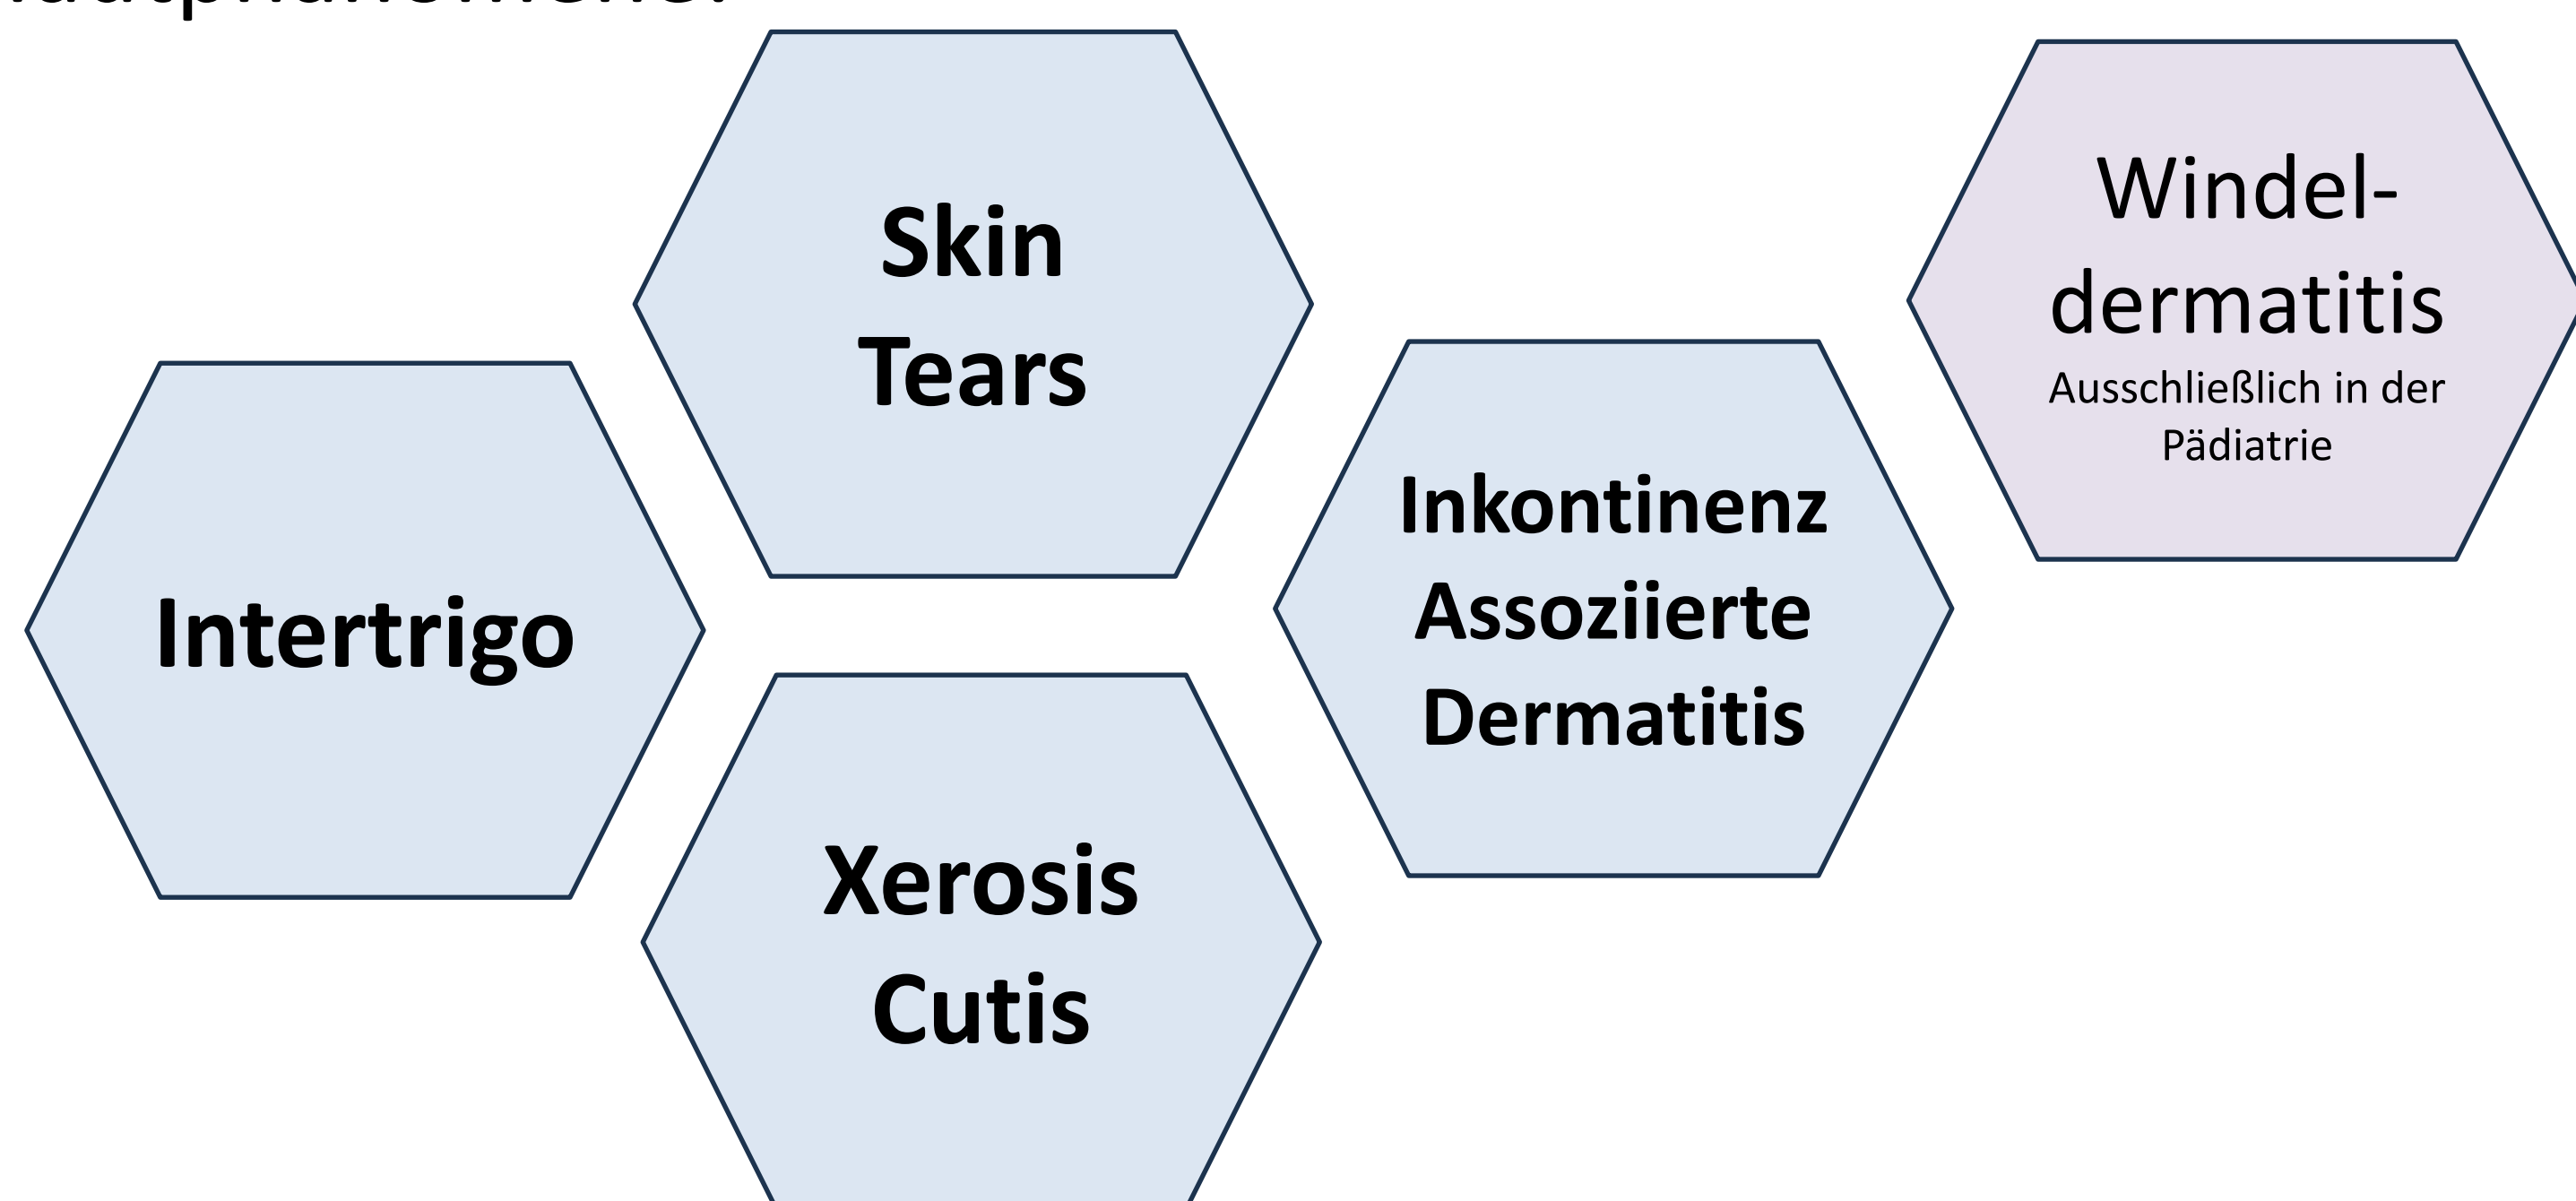 Skin
Tears
Windel-
dermatitis
Ausschließlich in der
Pädiatrie
Intertrigo
Inkontinenz
Assoziierte
Dermatitis
Xerosis
Cutis